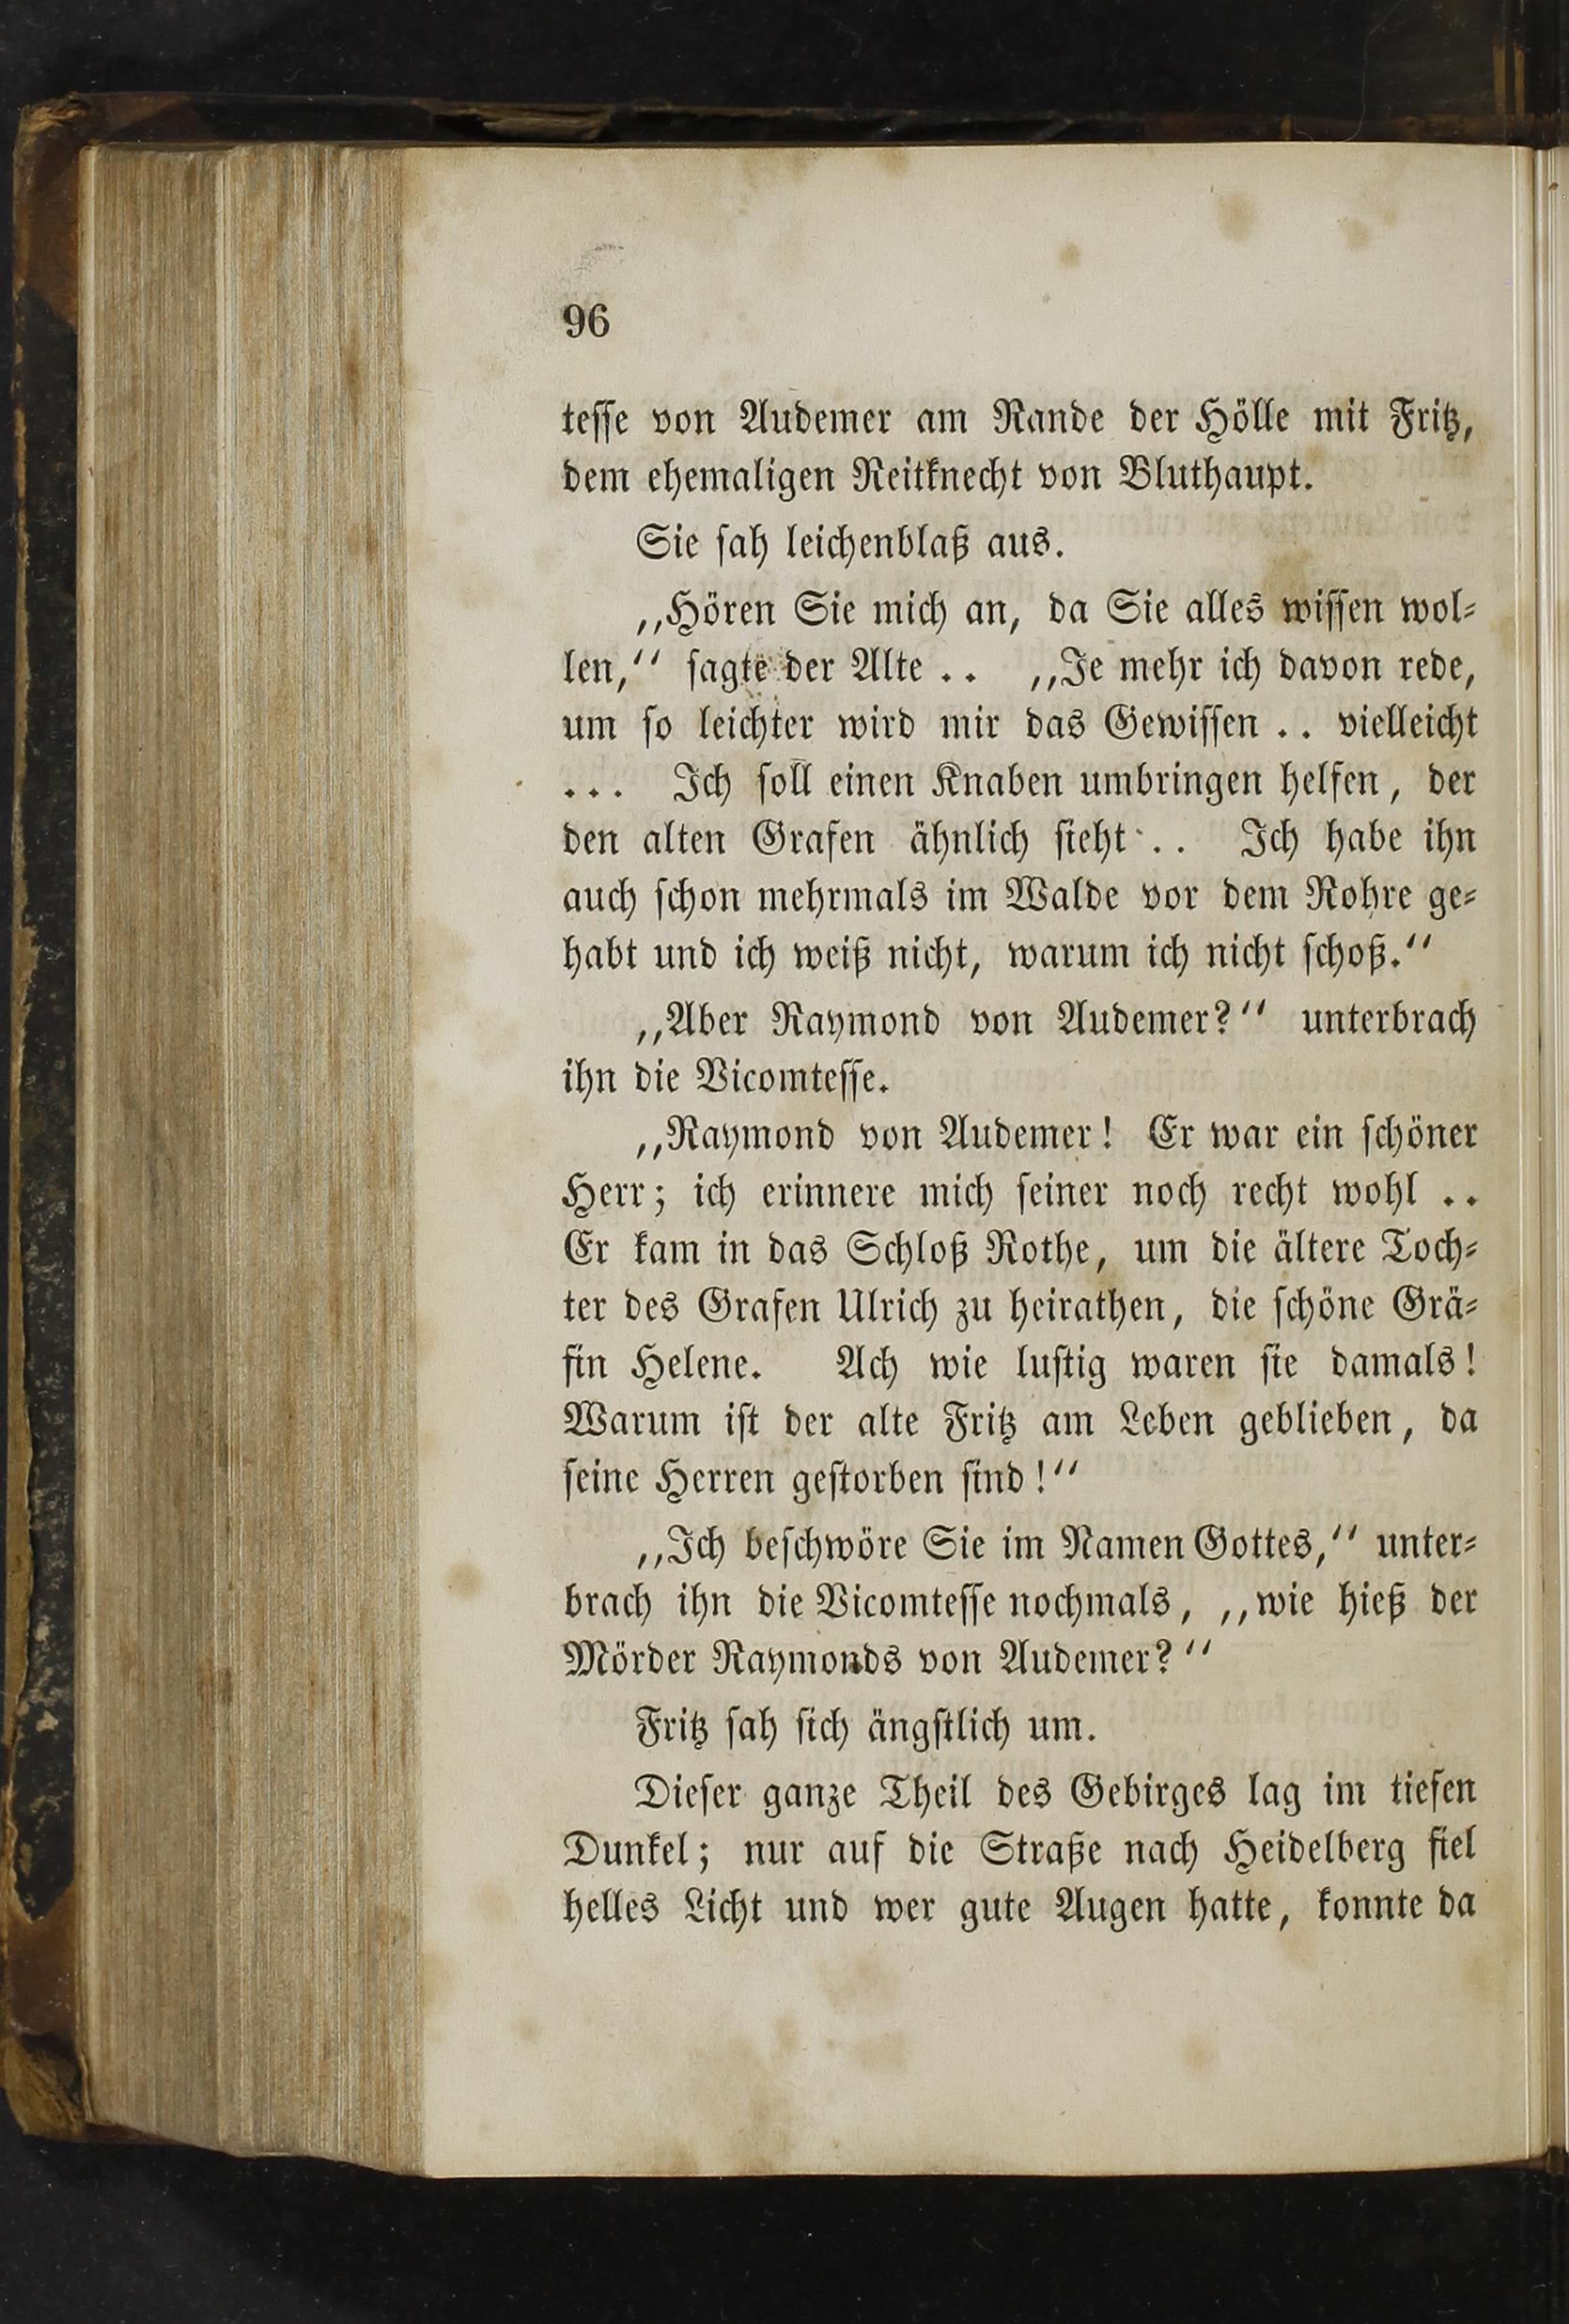 96
tesse von Audemer am Rande der Hölle mit Fritz,
dem ehemaligen Reitknecht von Bluthaupt.
Sie sah leichenblaß aus.
„Hören Sie mich an, da Sie alles wissen wol-
len,“ sagte der Alte .. „Je mehr ich davon rede,
um so leichter wird mir das Gewissen .. vielleicht
... Ich soll einen Knaben umbringen helfen, der
den alten Grafen ähnlich sieht .. Ich habe ihn
auch schon mehrmals im Walde vor dem Rohre ge-
habt und ich weiß nicht, warum ich nicht schoß.“
„Aber Raymond von Audemer?“ unterbrach
ihn die Vicomtesse.
„Raymond von Audemer! Er war ein schöner
Herr; ich erinnere mich seiner noch recht wohl ..
Er kam in das Schloß Rothe, um die ältere Toch-
ter des Grafen Ulrich zu heirathen, die schöne Grä-
fin Helene. Ach wie lustig waren sie damals!
Warum ist der alte Fritz am Leben geblieben, da
seine Herren gestorben sind!“
„Ich beschwöre Sie im Namen Gottes,“ unter-
brach ihn die Vicomtesse nochmals, „wie hieß der
Mörder Raymonds von Audemer?“
Fritz sah sich ängstlich um.
Dieser ganze Theil des Gebirges lag im tiefen
Dunkel; nur auf die Straße nach Heidelberg fiel
helles Licht und wer gute Augen hatte, konnte da